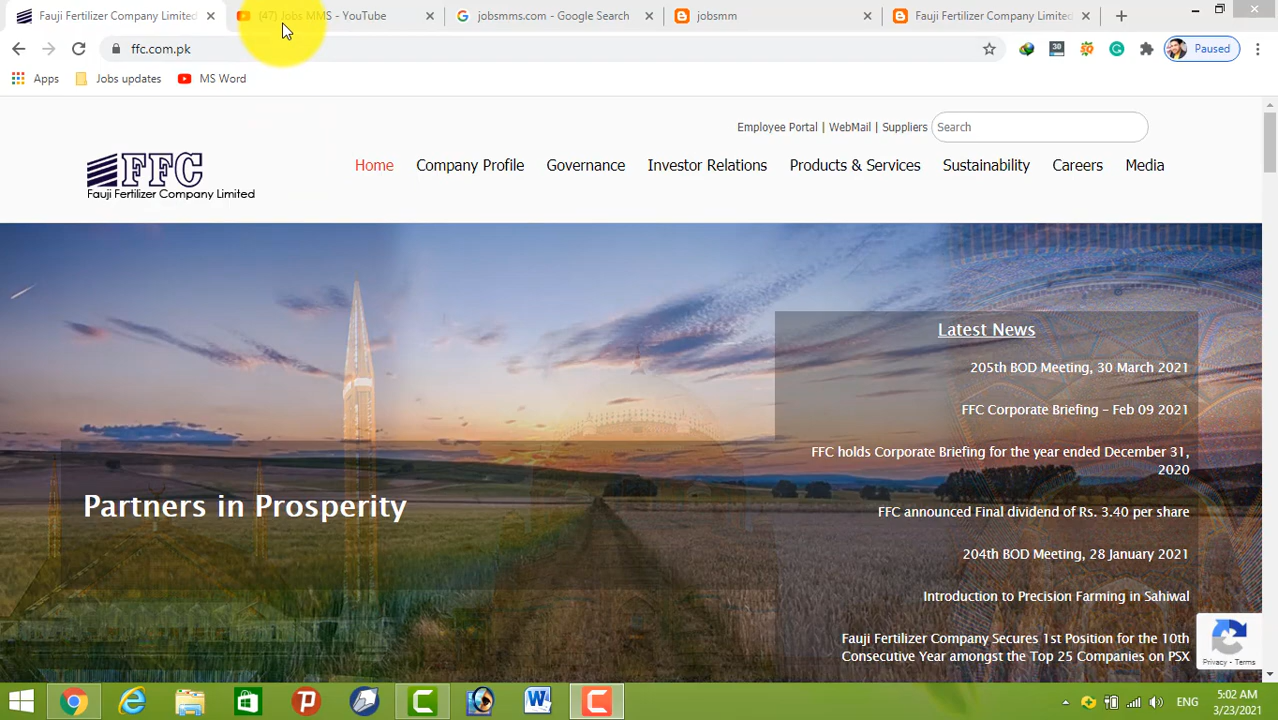 Fauji Fertilizer Company Limited
(47) Jobs MMS - YouTube
jobsmms.com - Google Search
jobsmm
Fauji Fertilizer Company Limited
ffc.com.pk
30
Paused
Apps
Jobs updates
MS Word
Employee Portal | WebMail | Suppliers
Search
FFC
Fauji Fertilizer Company Limited
Home
Company Profile
Governance
Investor Relations
Products & Services
Sustainability
Careers
Media
Latest News
205th BOD Meeting, 30 March 2021
FFC Corporate Briefing – Feb 09 2021
FFC holds Corporate Briefing for the year ended December 31,
2020
FFC announced Final dividend of Rs. 3.40 per share
204th BOD Meeting, 28 January 2021
Introduction to Precision Farming in Sahiwal
Fauji Fertilizer Company Secures 1st Position for the 10th
Consecutive Year amongst the Top 25 Companies on PSX
Partners in Prosperity
Privacy - Terms
ENG
5:02 AM
3/23/2021